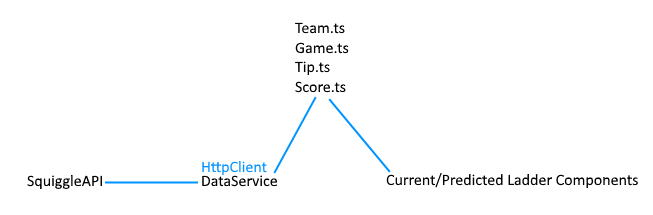 Team.ts
Game.ts
Tip.ts
Score.ts
HttpClient
SquiggleAPI
DataService
Current/Predicted Ladder Components